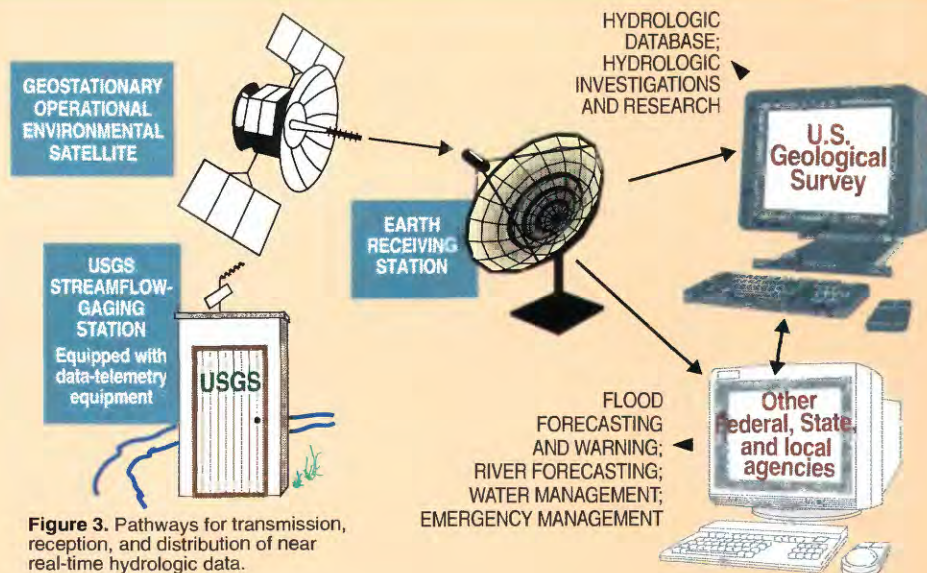 GEOSTATIONARY
OPERATIONAL
ENVIRONMENTAL
SATELLITE
HYDROLOGIC
DATABASE;
HYDROLOGIC
INVESTIGATIONS
AND RESEARCH
U.S.
Geological
Survey
EARTH
RECEIVING
STATION
USGS
STREAMFLOW-
GAGING
STATION
Equipped with
data-telemetry
equipment
USGS
FLOOD
FORECASTING
AND WARNING;
RIVER FORECASTING;
WATER MANAGEMENT;
EMERGENCY MANAGEMENT
Other
Federal, State,
and local
agencies
Figure 3. Pathways for transmission,
reception, and distribution of near
real-time hydrologic data.